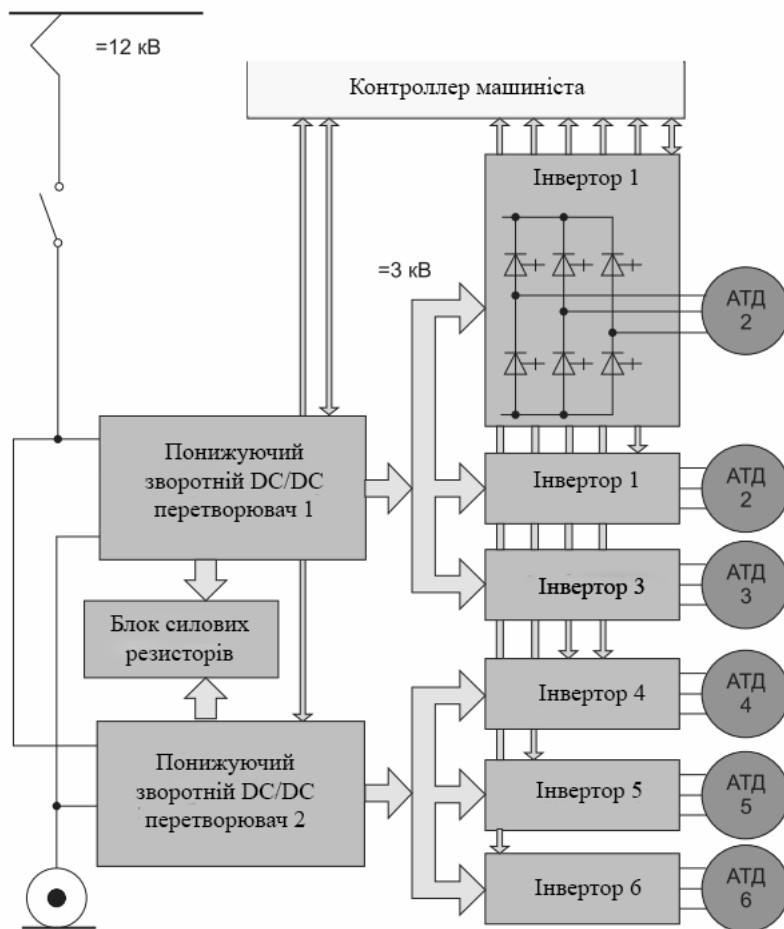 =12 кВ
Контроллер машиніста
Інвертор 1
=3 кВ
АТД
2
Понижуючий
зворотній DC/DC
перетворювач 1
Інвертор 1
АТД
2
Інвертор 3
АТД
3
Блок силових
резисторів
Інвертор 4
АТД
4
Понижуючий
зворотній DC/DC
перетворювач 2
Інвертор 5
АТД
5
Інвертор 6
АТД
6